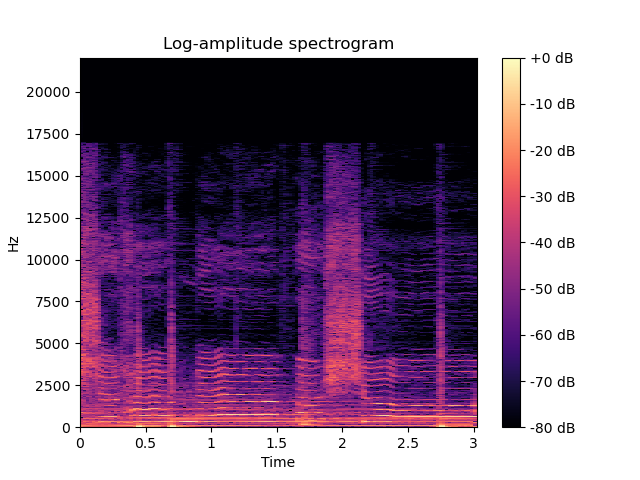 Log-amplitude spectrogram
Hz
20000
17500
15000
12500
10000
7500
5000
2500
0
0 0.5 1 1.5 2 2.5 3
Time
+0 dB
-10 dB
-20 dB
-30 dB
-40 dB
-50 dB
-60 dB
-70 dB
-80 dB